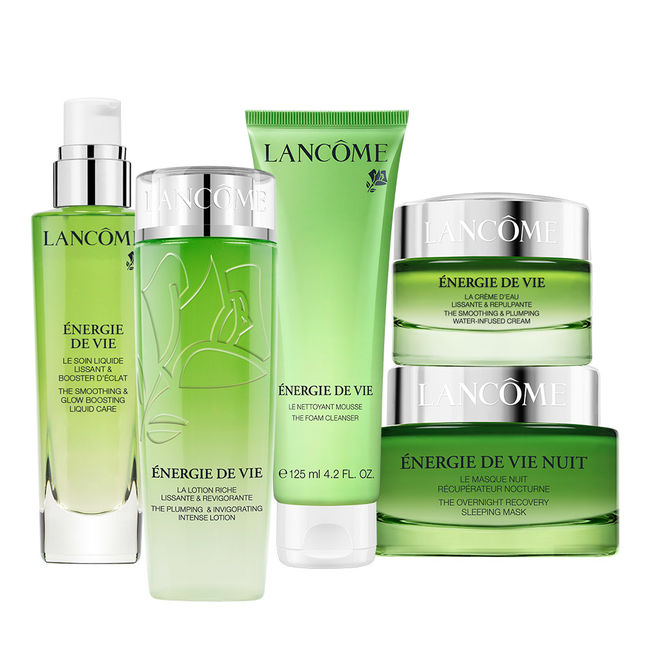 LANCÔME
ÉNERGIE
DE VIE
LE SOIN LIQUIDE
LISSANT &
BOOSTER D'ÉCLAT
THE SMOOTHING &
GLOW BOOSTING
LIQUID CARE
LANCÔME
ÉNERGIE DE VIE
LA LOTION RICHE
LISSANTE & REVIGORANTE
THE PLUMPING & INVIGORATING
INTENSE LOTION
LANCÔME
ÉNERGIE DE VIE
LE NETTOYANT MOUSSE
THE FOAM CLEANSER
℮ 125 ml 4.2 FL. OZ.
LANCÔME
ÉNERGIE DE VIE
LA CRÈME D'EAU
LISSANTE & REPULPANTE
THE SMOOTHING & PLUMPING
WATER-INFUSED CREAM
LANCÔME
ÉNERGIE DE VIE NUIT
LE MASQUE NUIT
RÉCUPÉRATEUR NOCTURNE
THE OVERNIGHT RECOVERY
SLEEPING MASK